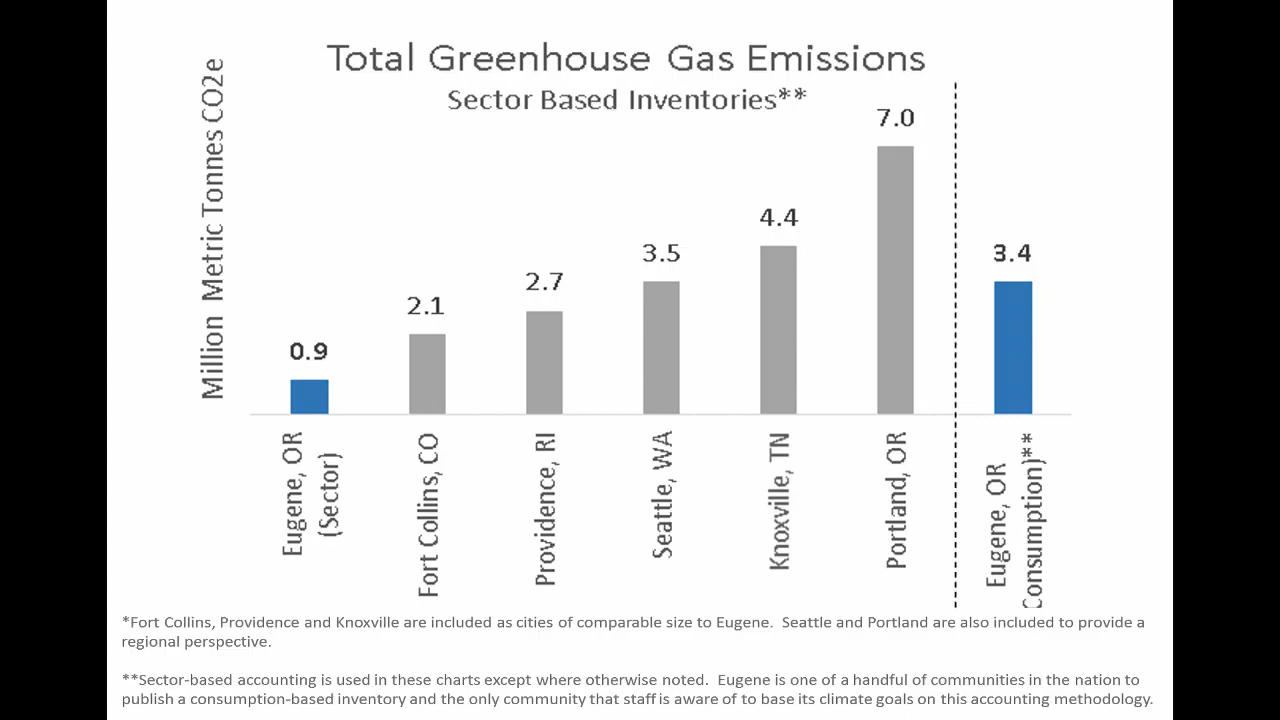 Total Greenhouse Gas Emissions
Sector Based Inventories**
Million Metric Tonnes CO2e
0.9
2.1
2.7
3.5
4.4
7.0
3.4
Eugene, OR
(Sector)
Fort Collins, CO
Providence, RI
Seattle, WA
Knoxville, TN
Portland, OR
Eugene, OR
Consumption)**
*Fort Collins, Providence and Knoxville are included as cities of comparable size to Eugene. Seattle and Portland are also included to provide a
regional perspective.
**Sector-based accounting is used in these charts except where otherwise noted. Eugene is one of a handful of communities in the nation to
publish a consumption-based inventory and the only community that staff is aware of to base its climate goals on this accounting methodology.